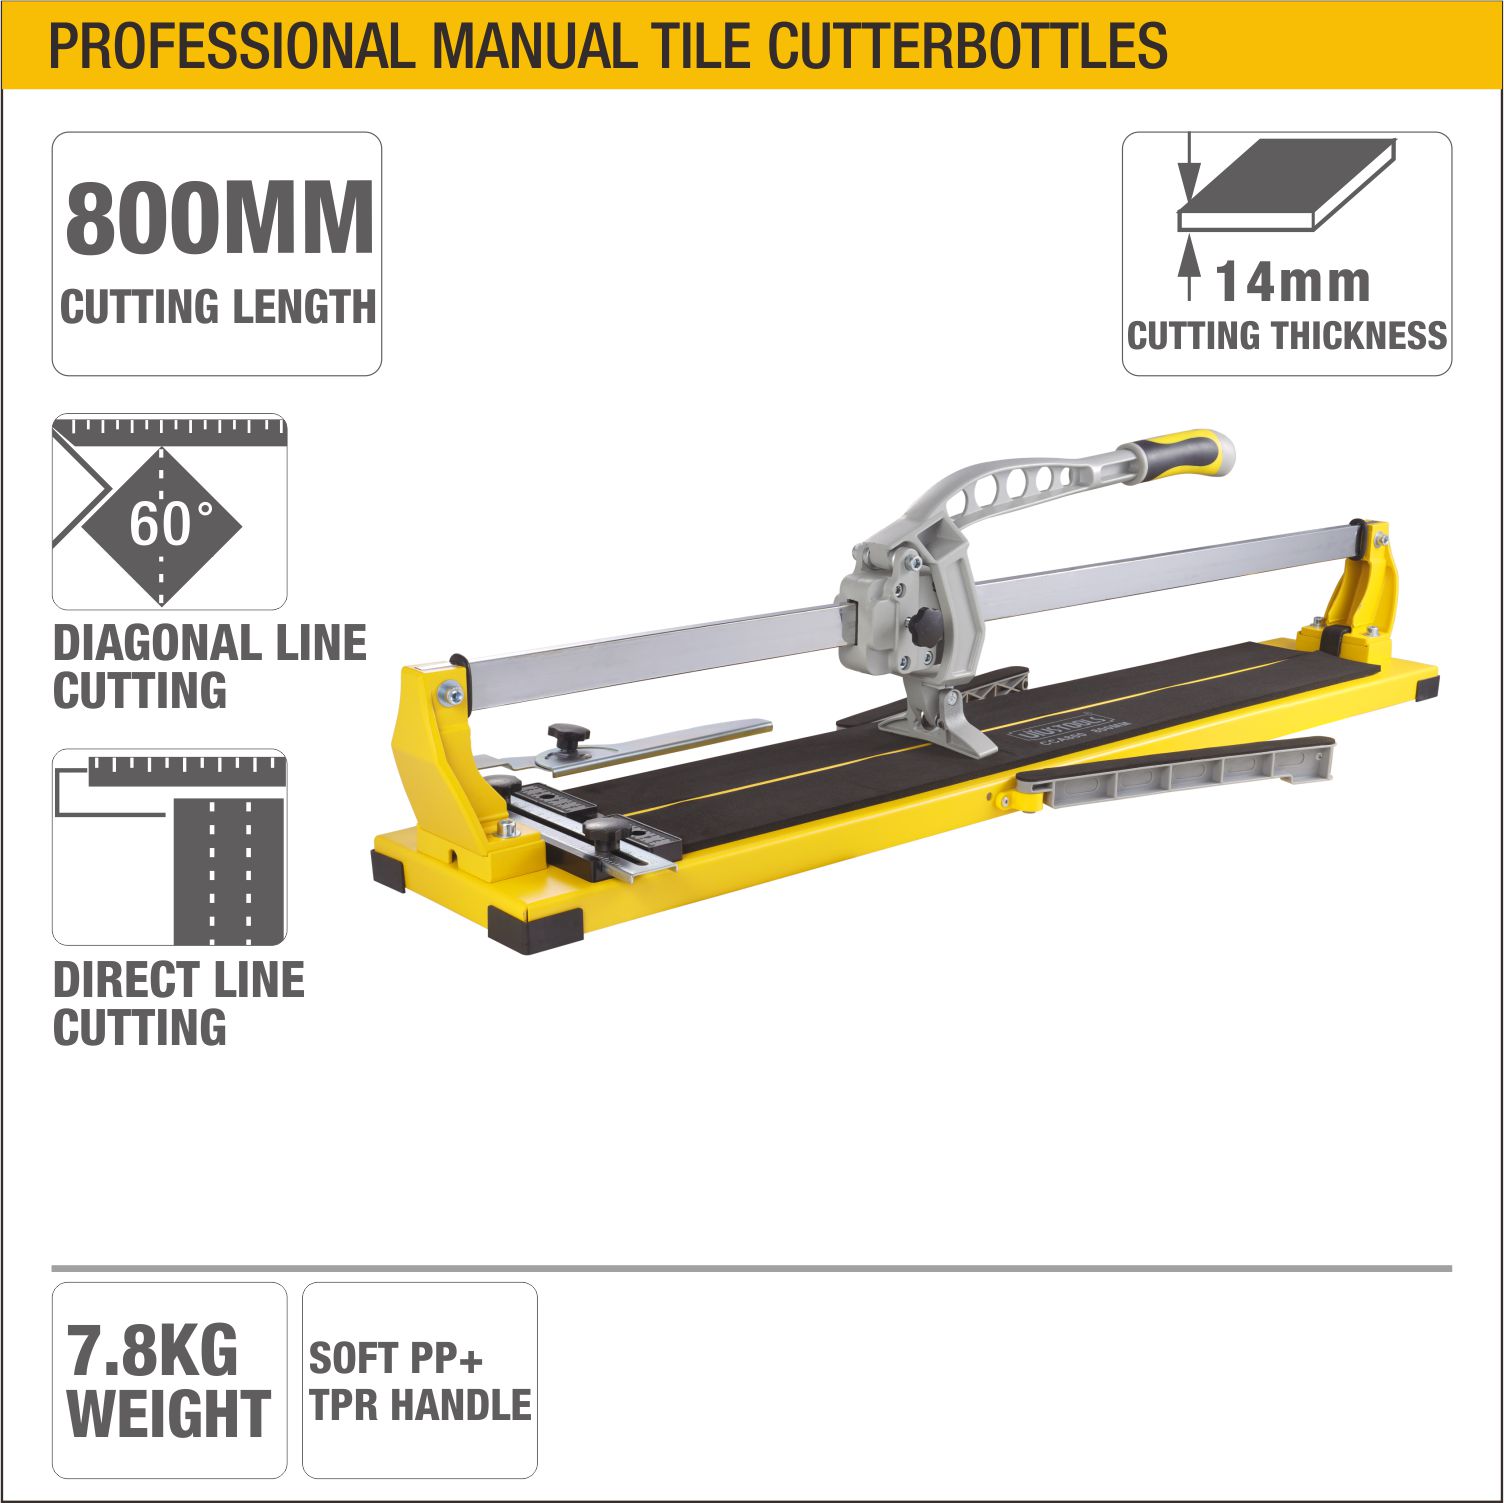 PROFESSIONAL MANUAL TILE CUTTERBOTTLES
800MM
CUTTING LENGTH
14mm
CUTTING THICKNESS
60°
DIAGONAL LINE
CUTTING
DIRECT LINE
CUTTING
800MM
7.8KG
WEIGHT
SOFT PP+
TPR HANDLE